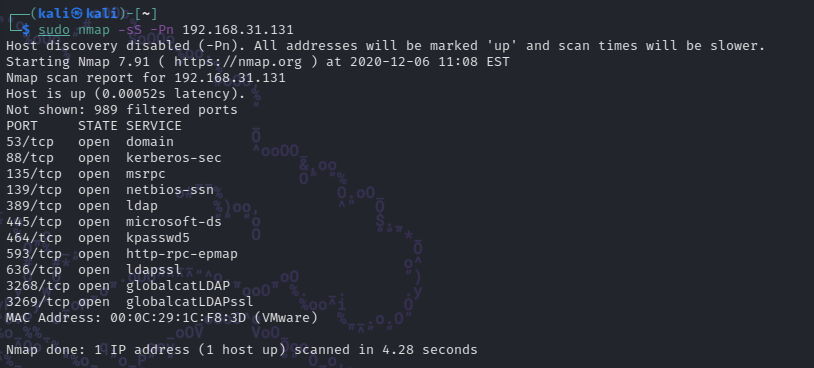 ┌──(kali㉿kali)-[~]
└─$ sudo nmap -sS -Pn 192.168.31.131
Host discovery disabled (-Pn). All addresses will be marked 'up' and scan times will be slower.
Starting Nmap 7.91 ( https://nmap.org ) at 2020-12-06 11:08 EST
Nmap scan report for 192.168.31.131
Host is up (0.00052s latency).
Not shown: 989 filtered ports
PORT     STATE SERVICE
53/tcp   open  domain
88/tcp   open  kerberos-sec
135/tcp  open  msrpc
139/tcp  open  netbios-ssn
389/tcp  open  ldap
445/tcp  open  microsoft-ds
464/tcp  open  kpasswd5
593/tcp  open  http-rpc-epmap
636/tcp  open  ldapssl
3268/tcp open  globalcatLDAP
3269/tcp open  globalcatLDAPssl
MAC Address: 00:0C:29:1C:F8:3D (VMware)

Nmap done: 1 IP address (1 host up) scanned in 4.28 seconds